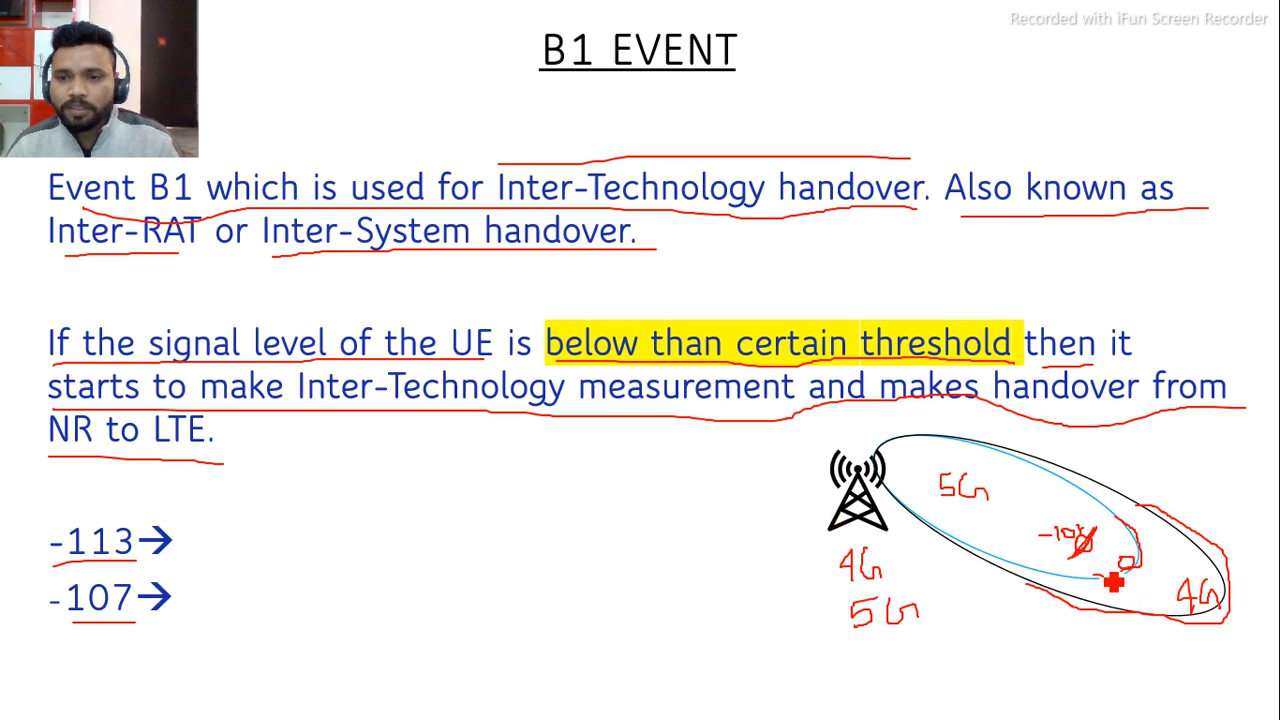 Recorded with iFun Screen Recorder
B1 EVENT
Event B1 which is used for Inter-Technology handover. Also known as
Inter-RAT or Inter-System handover.
If the signal level of the UE is below than certain threshold then it
starts to make Inter-Technology measurement and makes handover from
NR to LTE.
-113→
-107→
5G
4G
5G
4G